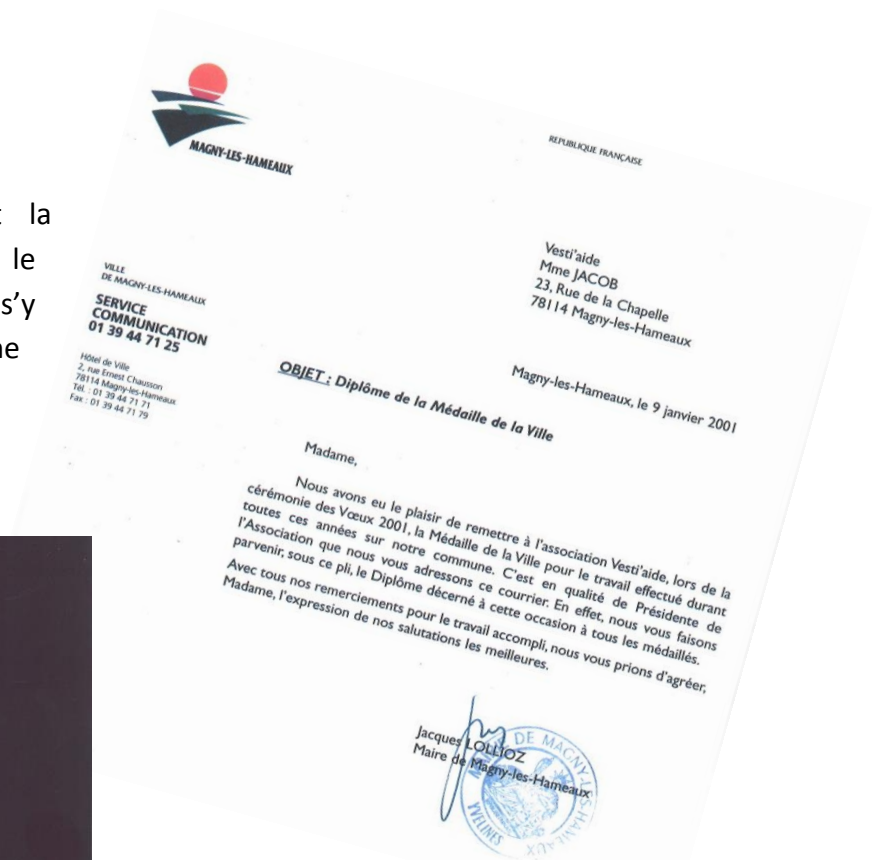 t la
le
s’y
ne
MAGNY-LES-HAMEAUX
REPUBLIQUE FRANÇAISE
Vesti'aide
Mme JACOB
23, Rue de la Chapelle
78114 Magny-les-Hameaux
VILLE
DE MAGNY-LES-HAMEAUX
SERVICE
COMMUNICATION
01 39 44 71 25
Hôtel de Ville
2, rue Ernest Chausson
78114 Magny-les-Hameaux
Tél. : 01 39 44 71 71
Fax : 01 39 44 71 79
Magny-les-Hameaux, le 9 janvier 2001
OBJET : Diplôme de la Médaille de la Ville
Madame,
Nous avons eu le plaisir de remettre à l'association Vesti'aide, lors de la
cérémonie des Vœux 2001, la Médaille de la Ville pour le travail effectué durant
toutes ces années sur notre commune. C'est en qualité de Présidente de
l'Association que nous vous adressons ce courrier. En effet, nous vous faisons
parvenir, sous ce pli, le Diplôme décerné à cette occasion à tous les médaillés.
Avec tous nos remerciements pour le travail accompli, nous vous prions d'agréer,
Madame, l'expression de nos salutations les meilleures.
Jacques LOLLIOZ
Maire de Magny-les-Hameaux
MAIRIE DE MAGNY-LES-HAMEAUX
YVELINES